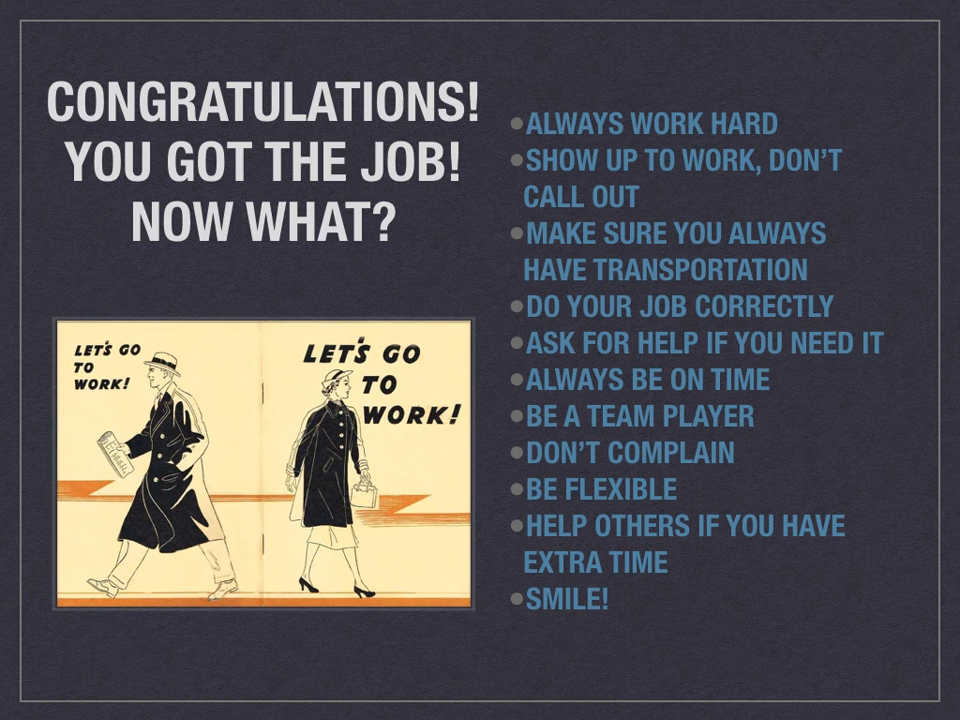 CONGRATULATIONS!
YOU GOT THE JOB!
NOW WHAT?
LET'S GO
TO
WORK!
LET'S GO
TO
WORK!
•ALWAYS WORK HARD
•SHOW UP TO WORK, DON'T
CALL OUT
•MAKE SURE YOU ALWAYS
HAVE TRANSPORTATION
•DO YOUR JOB CORRECTLY
•ASK FOR HELP IF YOU NEED IT
•ALWAYS BE ON TIME
•BE A TEAM PLAYER
•DON'T COMPLAIN
•BE FLEXIBLE
•HELP OTHERS IF YOU HAVE
EXTRA TIME
•SMILE!